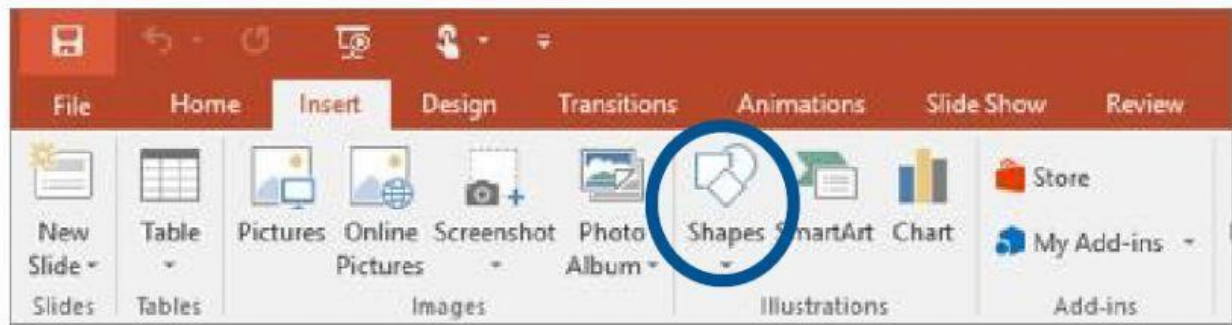 File Home Insert Design Transitions Animations Slide Show Review
New Slide
Table
Pictures
Online Pictures
Screenshot
Photo Album
Shapes
SmartArt
Chart
Store
My Add-ins
Slides Tables Images Illustrations Add-ins